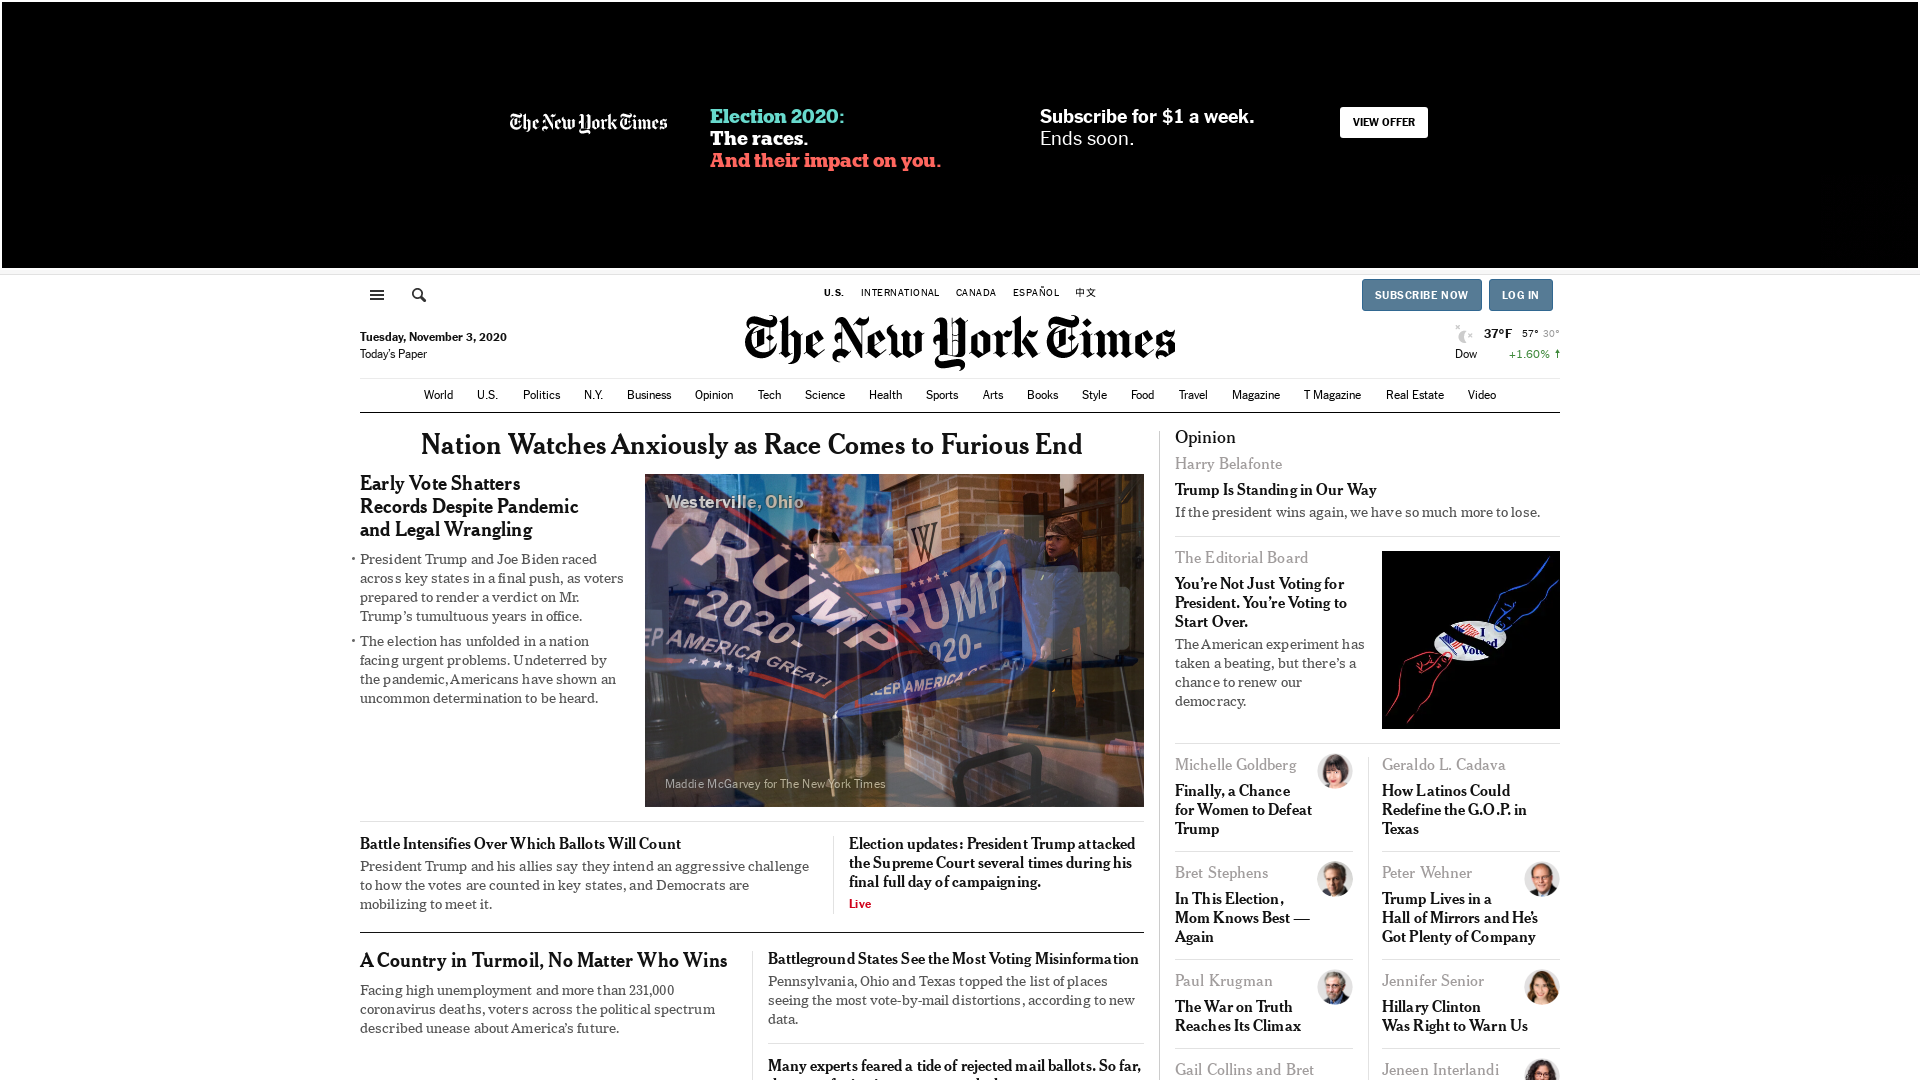 The New York Times
Election 2020:
The races.
And their impact on you.
Subscribe for $1 a week.
Ends soon.
VIEW OFFER
U.S. INTERNATIONAL CANADA ESPAÑOL 中文
SUBSCRIBE NOW LOG IN
Tuesday, November 3, 2020
Today's Paper
The New York Times
37°F 57° 30°
Dow +1.60% ↑
World U.S. Politics N.Y. Business Opinion Tech Science Health Sports Arts Books Style Food Travel Magazine T Magazine Real Estate Video
Nation Watches Anxiously as Race Comes to Furious End
Early Vote Shatters
Records Despite Pandemic
and Legal Wrangling
• President Trump and Joe Biden raced
across key states in a final push, as voters
prepared to render a verdict on Mr.
Trump's tumultuous years in office.
• The election has unfolded in a nation
facing urgent problems. Undeterred by
the pandemic, Americans have shown an
uncommon determination to be heard.
Westerville, Ohio
TRUMP
-2020-
EP AMERICA GREAT!
W
TRUMP
2020-
KEEP AMERICA GREAT
Maddie McGarvey for The New York Times
Battle Intensifies Over Which Ballots Will Count
President Trump and his allies say they intend an aggressive challenge
to how the votes are counted in key states, and Democrats are
mobilizing to meet it.
Election updates: President Trump attacked
the Supreme Court several times during his
final full day of campaigning.
Live
A Country in Turmoil, No Matter Who Wins
Facing high unemployment and more than 231,000
coronavirus deaths, voters across the political spectrum
described unease about America's future.
Battleground States See the Most Voting Misinformation
Pennsylvania, Ohio and Texas topped the list of places
seeing the most vote-by-mail distortions, according to new
data.
Many experts feared a tide of rejected mail ballots. So far,
Opinion
Harry Belafonte
Trump Is Standing in Our Way
If the president wins again, we have so much more to lose.
The Editorial Board
You're Not Just Voting for
President. You're Voting to
Start Over.
The American experiment has
taken a beating, but there's a
chance to renew our
democracy.
I
Voted
Michelle Goldberg
Finally, a Chance
for Women to Defeat
Trump
Geraldo L. Cadava
How Latinos Could
Redefine the G.O.P. in
Texas
Bret Stephens
In This Election,
Mom Knows Best —
Again
Peter Wehner
Trump Lives in a
Hall of Mirrors and He's
Got Plenty of Company
Paul Krugman
The War on Truth
Reaches Its Climax
Jennifer Senior
Hillary Clinton
Was Right to Warn Us
Gail Collins and Bret
Jeneen Interlandi